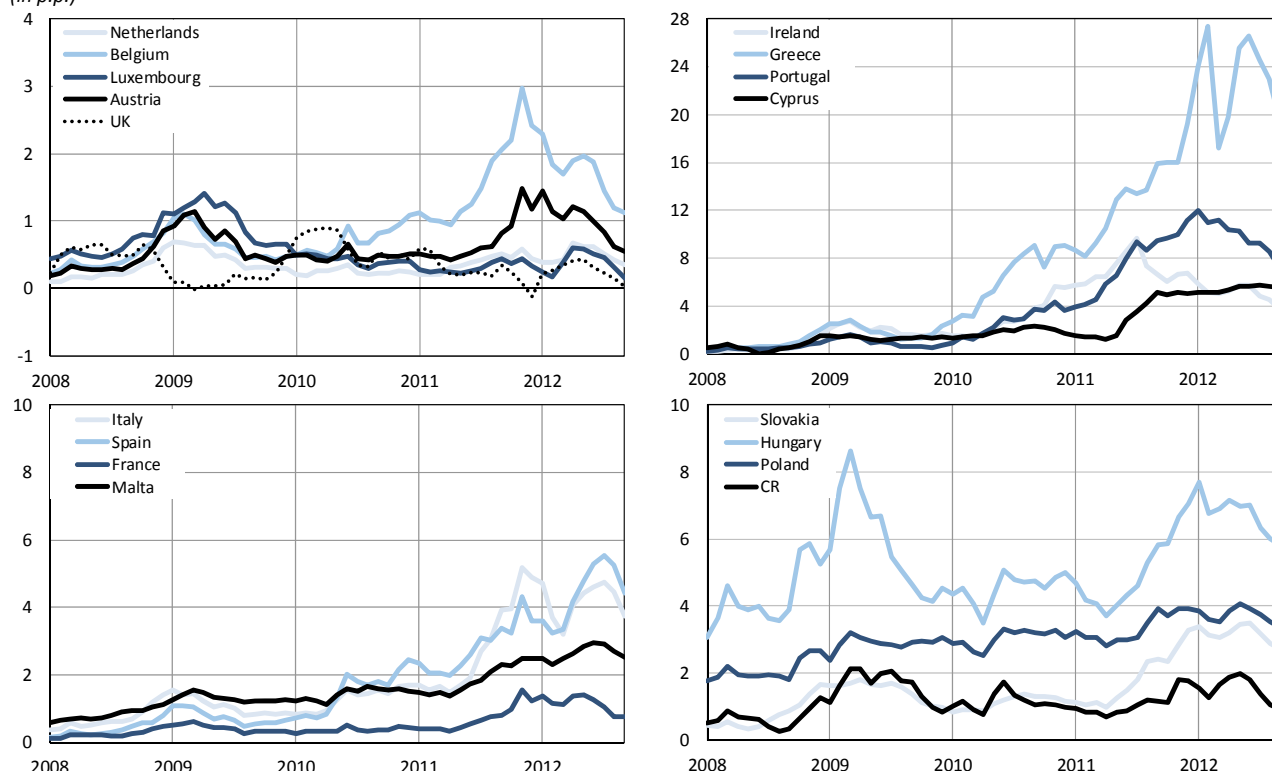 (in p.p.)
4
3
2
1
0
-1
Netherlands
Belgium
Luxembourg
Austria
UK
2008
2009
2010
2011
2012
28
24
20
16
12
8
4
0
Ireland
Greece
Portugal
Cyprus
2008
2009
2010
2011
2012
10
8
6
4
2
0
Italy
Spain
France
Malta
2008
2009
2010
2011
2012
10
8
6
4
2
0
Slovakia
Hungary
Poland
CR
2008
2009
2010
2011
2012